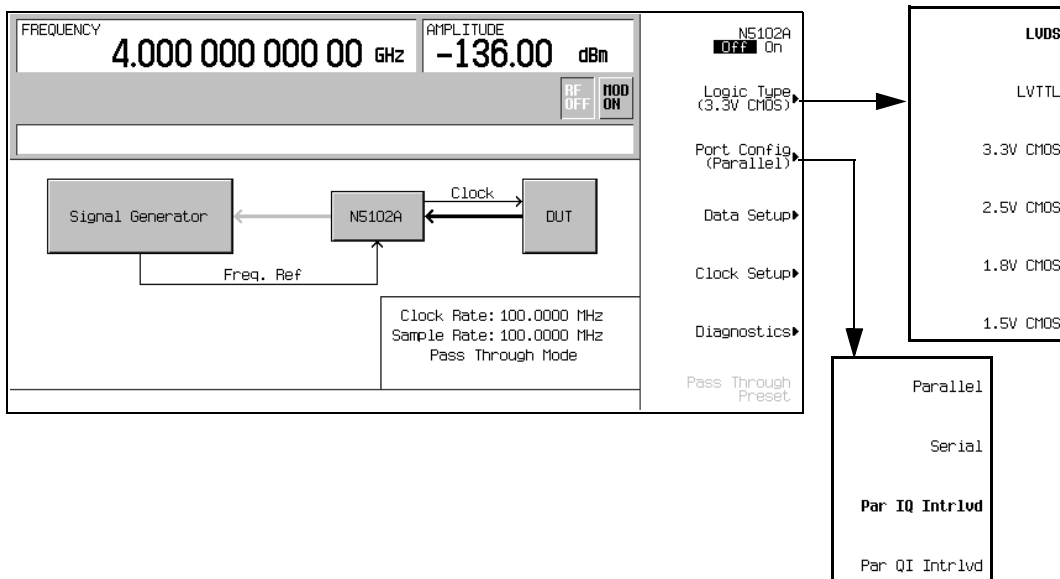 FREQUENCY
4.000 000 000 00 GHz
AMPLITUDE
-136.00 dBm
RF OFF
MOD ON
Signal Generator
N5102A
Clock
DUT
Freq. Ref
Clock Rate: 100.0000 MHz
Sample Rate: 100.0000 MHz
Pass Through Mode
N5102A
Off On
Logic Type
(3.3V CMOS)
Port Config
(Parallel)
Data Setup
Clock Setup
Diagnostics
Pass Through
Preset
LVDS
LVTTL
3.3V CMOS
2.5V CMOS
1.8V CMOS
1.5V CMOS
Parallel
Serial
Par IQ Intrlvd
Par QI Intrlvd